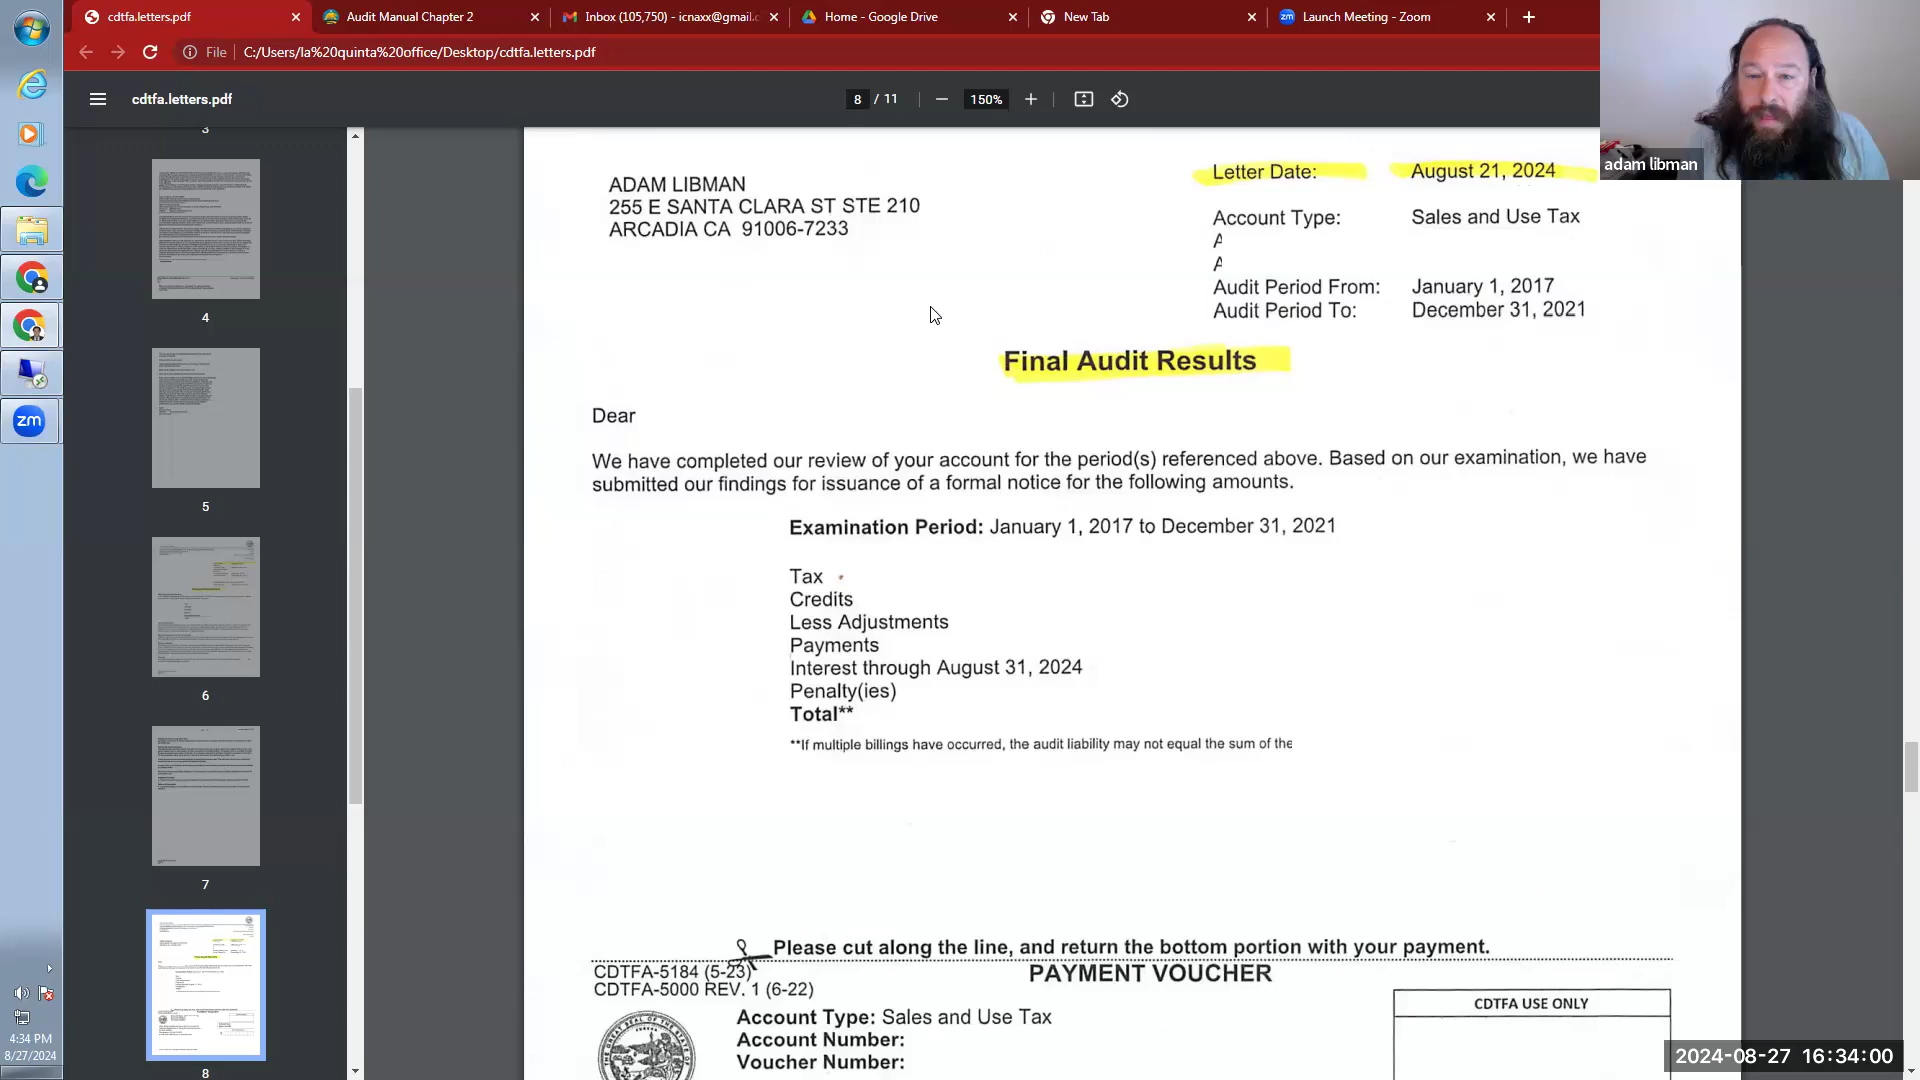 cdtfa.letters.pdf
Audit Manual Chapter 2
Inbox (105,750) - icnaxx@gmail.c
Home - Google Drive
New Tab
Launch Meeting - Zoom
File
C:/Users/la%20quinta%20office/Desktop/cdtfa.letters.pdf
cdtfa.letters.pdf
8 / 11
150%
3
4
5
6
7
8
adam libman
ADAM LIBMAN
255 E SANTA CLARA ST STE 210
ARCADIA CA 91006-7233
Letter Date: August 21, 2024
Account Type: Sales and Use Tax
A
A
Audit Period From: January 1, 2017
Audit Period To: December 31, 2021
Final Audit Results
Dear
We have completed our review of your account for the period(s) referenced above. Based on our examination, we have
submitted our findings for issuance of a formal notice for the following amounts.
Examination Period: January 1, 2017 to December 31, 2021
Tax
Credits
Less Adjustments
Payments
Interest through August 31, 2024
Penalty(ies)
Total**
**If multiple billings have occurred, the audit liability may not equal the sum of the
Please cut along the line, and return the bottom portion with your payment.
CDTFA-5184 (5-23)
CDTFA-5000 REV. 1 (6-22)
PAYMENT VOUCHER
CDTFA USE ONLY
Account Type: Sales and Use Tax
Account Number:
Voucher Number:
zm
4:34 PM
8/27/2024
2024-08-27 16:34:00